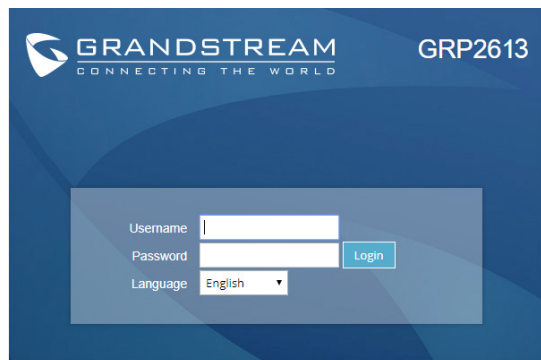 GRANDSTREAM
CONNECTING THE WORLD
GRP2613
Username
Password
Login
Language
English